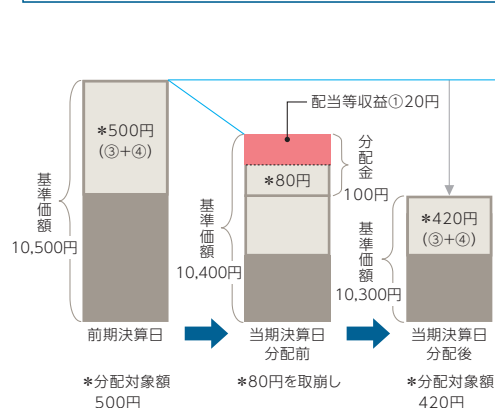 配当等収益①20円
*500円
(③+④)
*80円
分配金
100円
*420円
(③+④)
基準価額
10,500円
基準価額
10,400円
基準価額
10,300円
前期決算日
当期決算日
分配前
当期決算日
分配後
*分配対象額
500円
*80円を取崩し
*分配対象額
420円